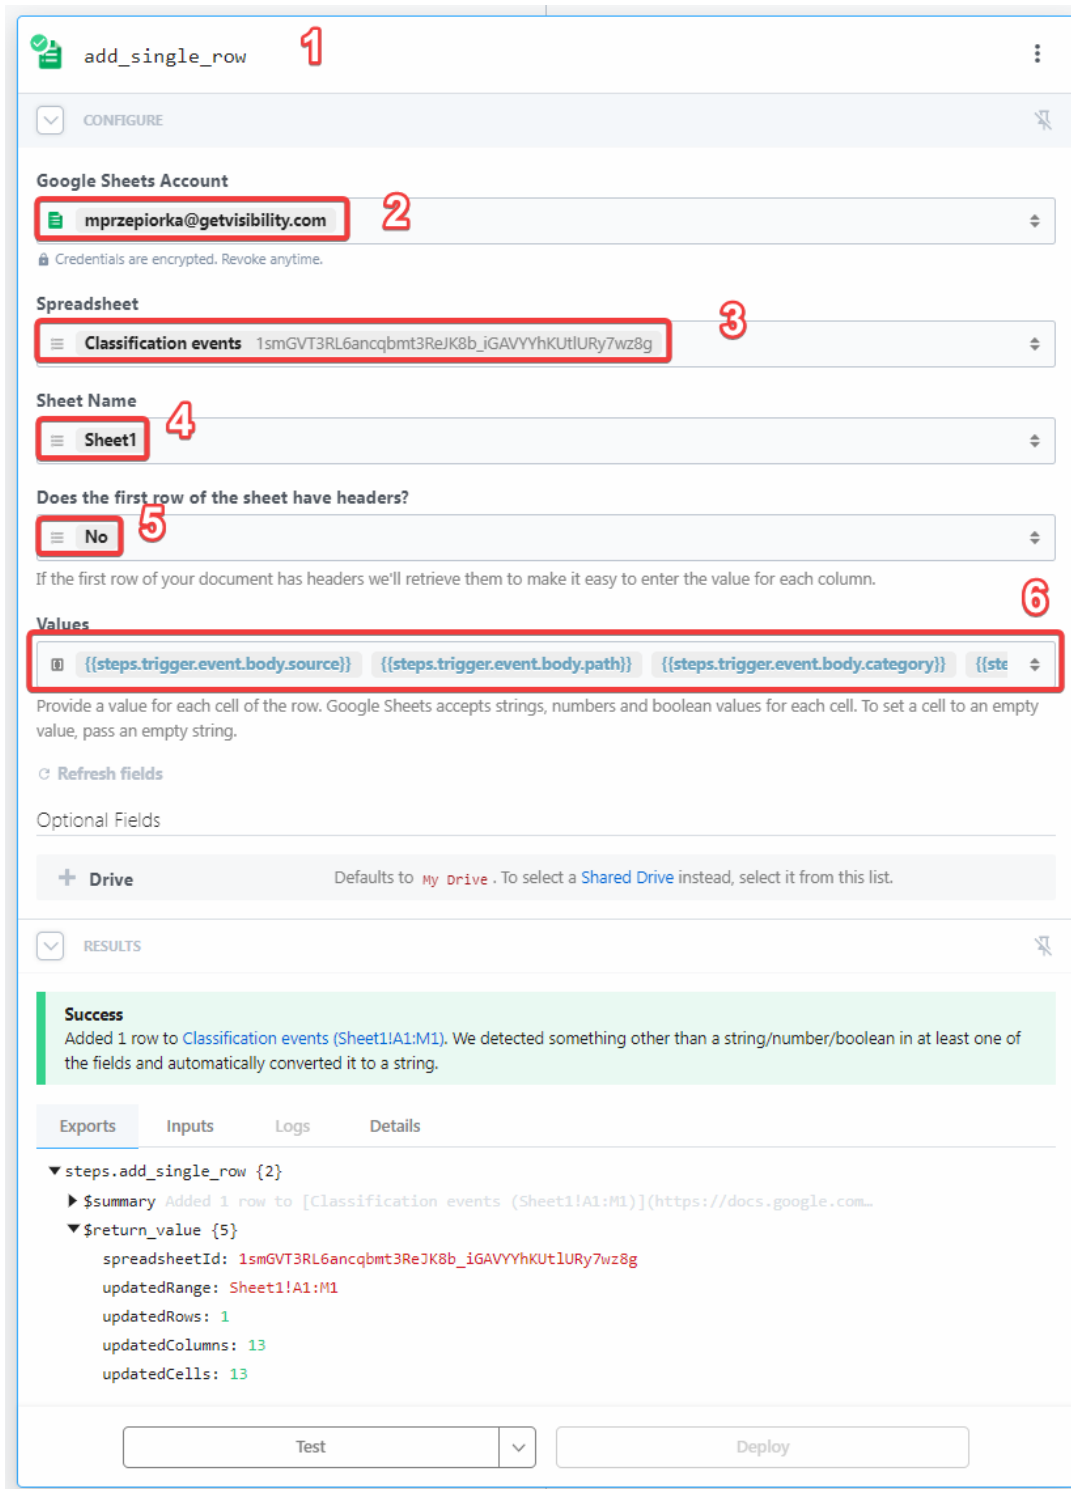 add_single_row
1
CONFIGURE
Google Sheets Account
mprzepiorka@getvisibility.com
2
Credentials are encrypted. Revoke anytime.
Spreadsheet
3
Classification events 1smGVT3RL6ancqbmt3ReJK8b_iGAVYYhKUtlURy7wz8g
Sheet Name
4
Sheet1
Does the first row of the sheet have headers?
5
No
If the first row of your document has headers we'll retrieve them to make it easy to enter the value for each column.
6
Values
{{steps.trigger.event.body.source}} {{steps.trigger.event.body.path}} {{steps.trigger.event.body.category}} {{ste
Provide a value for each cell of the row. Google Sheets accepts strings, numbers and boolean values for each cell. To set a cell to an empty
value, pass an empty string.
Refresh fields
Optional Fields
+ Drive Defaults to My Drive . To select a Shared Drive instead, select it from this list.
RESULTS
Success
Added 1 row to Classification events (Sheet1!A1:M1). We detected something other than a string/number/boolean in at least one of
the fields and automatically converted it to a string.
Exports Inputs Logs Details
steps.add_single_row {2}
$summary Added 1 row to [Classification events (Sheet1!A1:M1)](https://docs.google.com…
$return_value {5}
spreadsheetId: 1smGVT3RL6ancqbmt3ReJK8b_iGAVYYhKUtlURy7wz8g
updatedRange: Sheet1!A1:M1
updatedRows: 1
updatedColumns: 13
updatedCells: 13
Test Deploy